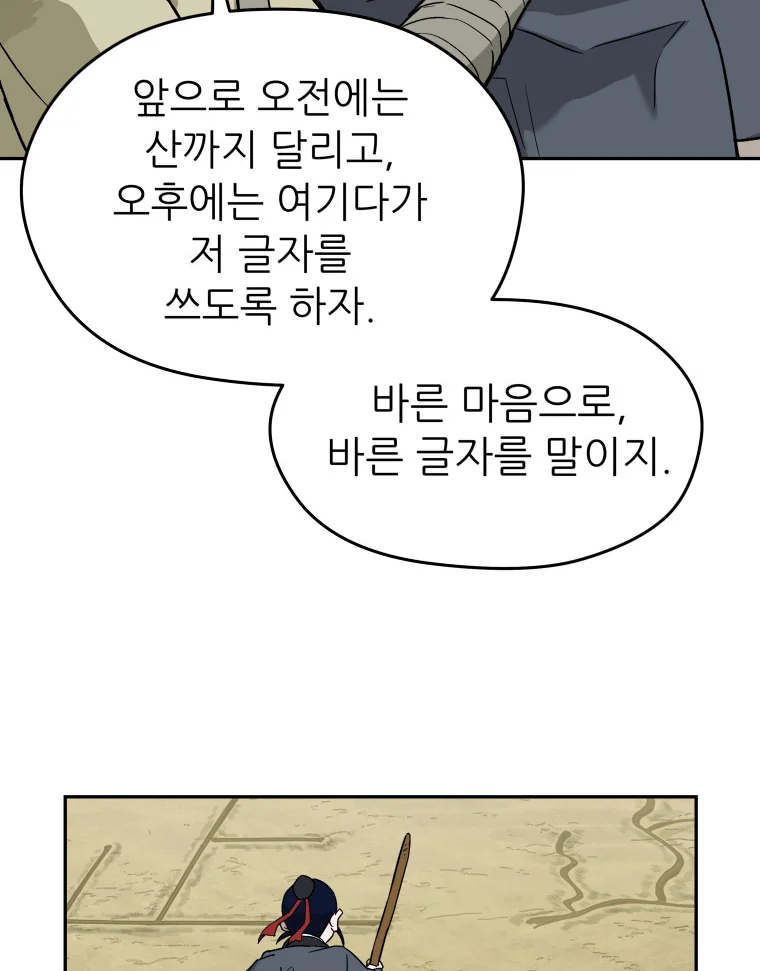 앞으로 오전에는
산까지 달리고,
오후에는 여기다가
저 글자를
쓰도록 하자.
바른 마음으로,
바른 글자를 말이지.